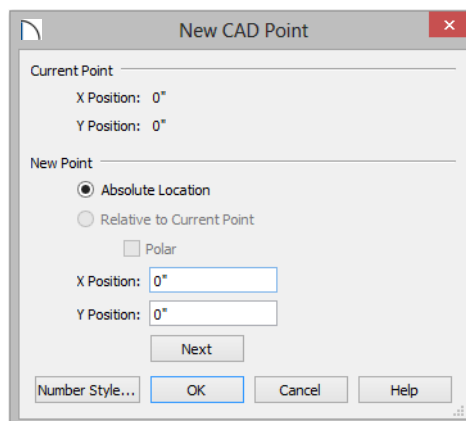 New CAD Point
Current Point
X Position: 0"
Y Position: 0"
New Point
Absolute Location
Relative to Current Point
Polar
X Position: 0"
Y Position: 0"
Next
Number Style... OK Cancel Help